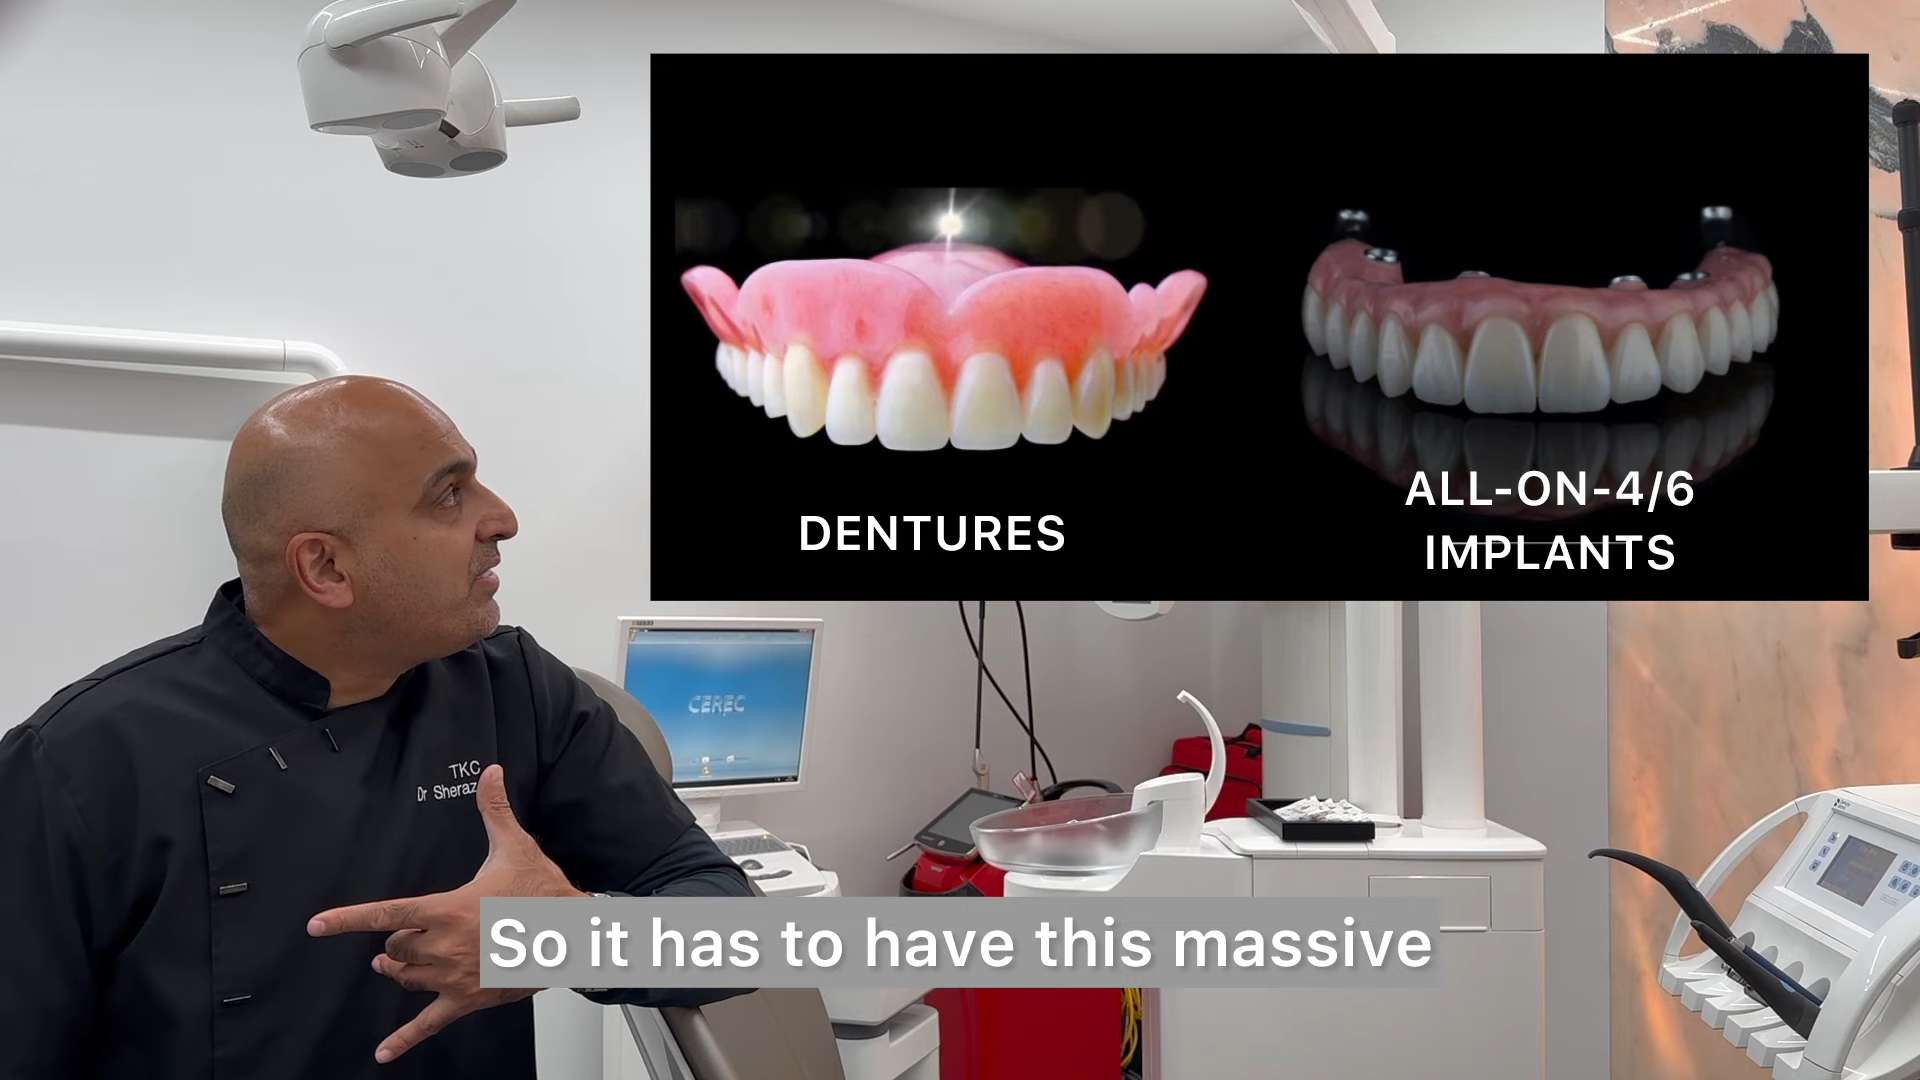 DENTURES
ALL-ON-4/6
IMPLANTS
CEREC
TKC
Dr Sheraz
So it has to have this massive